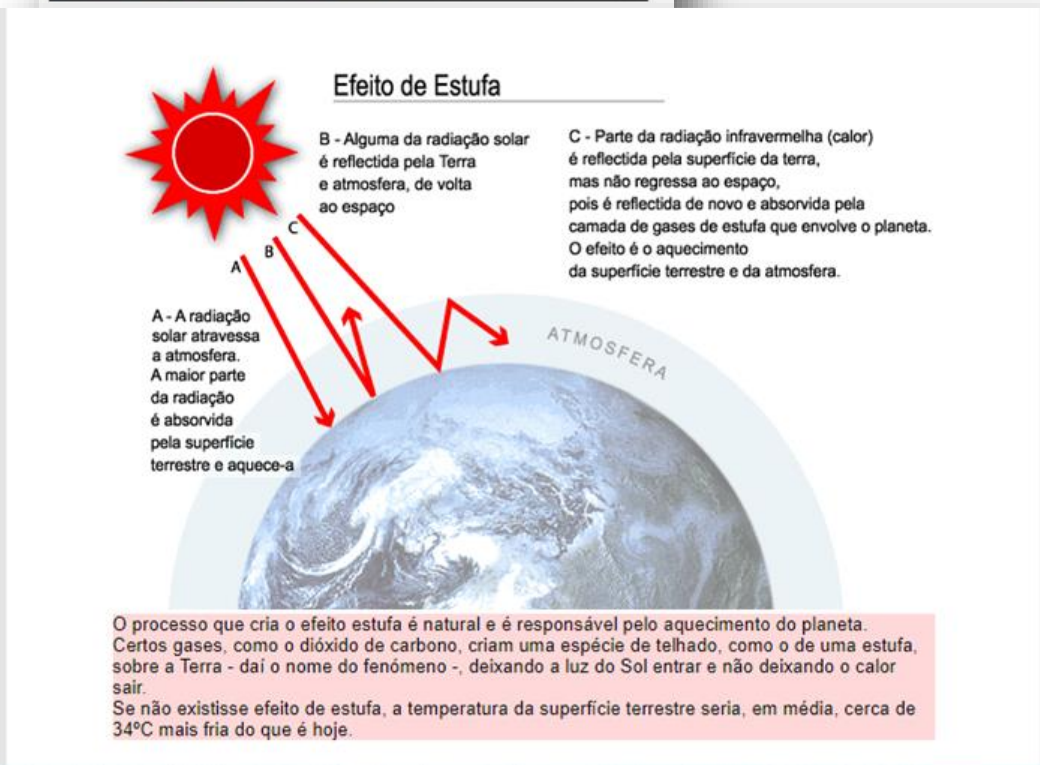 Efeito de Estufa
B - Alguma da radiação solar
é reflectida pela Terra
e atmosfera, de volta
ao espaço
C - Parte da radiação infravermelha (calor)
é reflectida pela superfície da terra,
mas não regressa ao espaço,
pois é reflectida de novo e absorvida pela
camada de gases de estufa que envolve o planeta.
O efeito é o aquecimento
da superfície terrestre e da atmosfera.
C
B
A
A - A radiação
solar atravessa
a atmosfera.
A maior parte
da radiação
é absorvida
pela superfície
terrestre e aquece-a
ATMOSFERA
O processo que cria o efeito estufa é natural e é responsável pelo aquecimento do planeta.
Certos gases, como o dióxido de carbono, criam uma espécie de telhado, como o de uma estufa,
sobre a Terra - daí o nome do fenómeno -, deixando a luz do Sol entrar e não deixando o calor
sair.
Se não existisse efeito de estufa, a temperatura da superfície terrestre seria, em média, cerca de
34ºC mais fria do que é hoje.